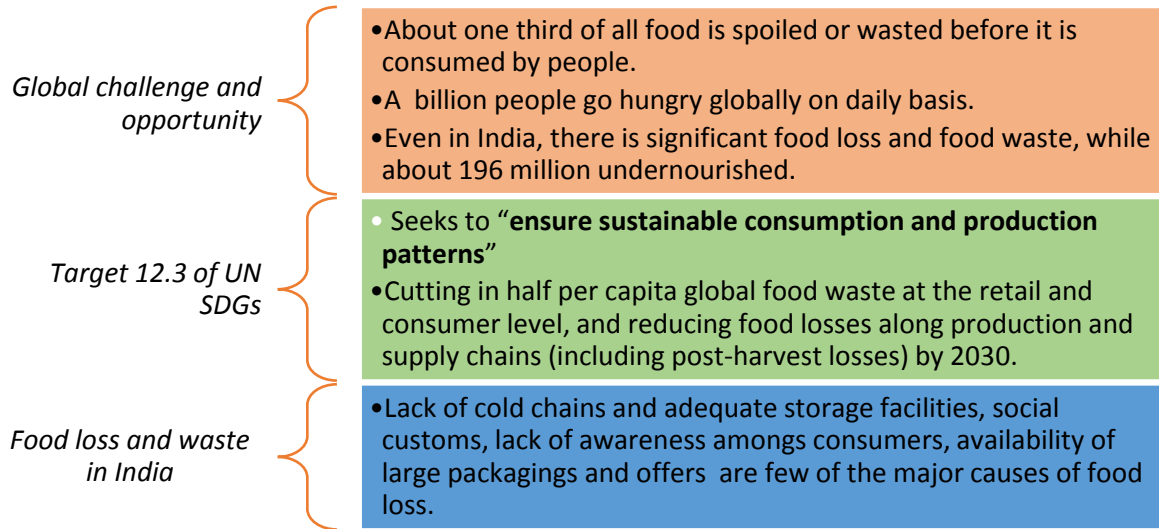 Global challenge and
opportunity
•About one third of all food is spoiled or wasted before it is
consumed by people.
•A  billion people go hungry globally on daily basis.
•Even in India, there is significant food loss and food waste, while
about 196 million undernourished.
Target 12.3 of UN
SDGs
• Seeks to “ensure sustainable consumption and production
patterns”
•Cutting in half per capita global food waste at the retail and
consumer level, and reducing food losses along production and
supply chains (including post-harvest losses) by 2030.
Food loss and waste
in India
•Lack of cold chains and adequate storage facilities, social
customs, lack of awareness amongs consumers, availability of
large packagings and offers  are few of the major causes of food
loss.